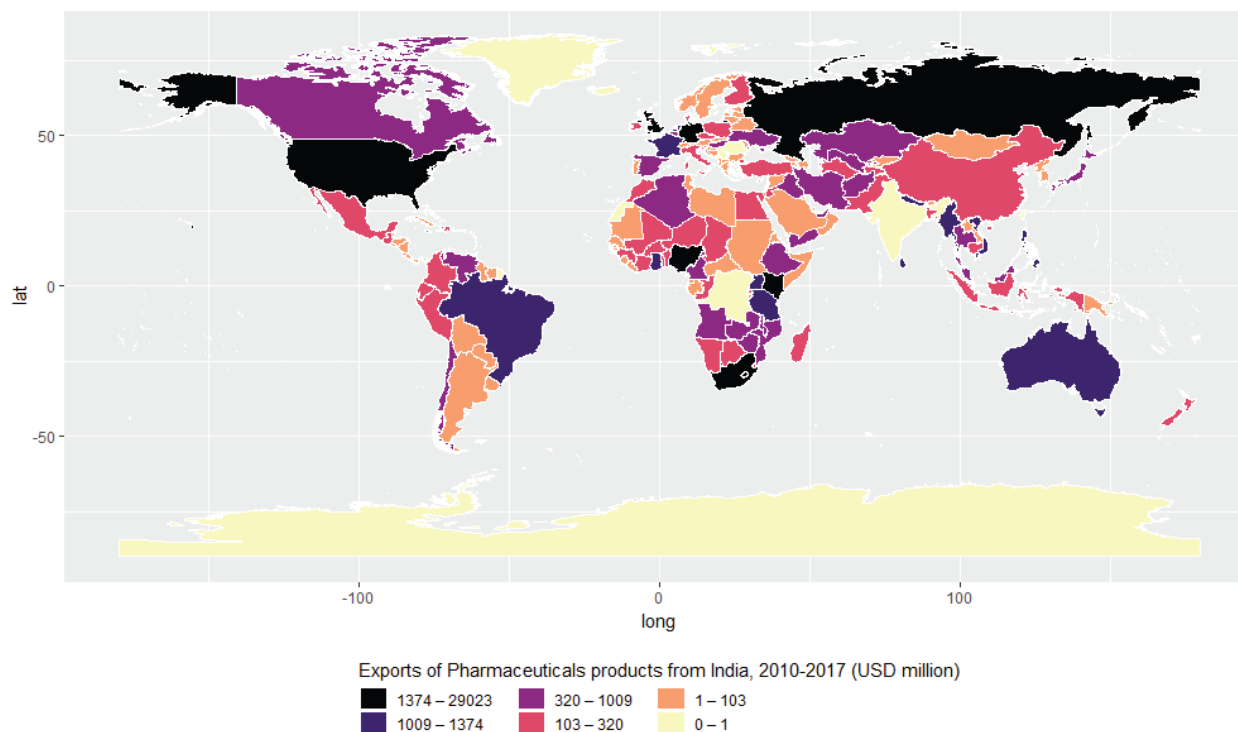 lat
50
0
-50
-100
0
100
long
Exports of Pharmaceuticals products from India, 2010-2017 (USD million)
1374 – 29023 320 – 1009 1 – 103
1009 – 1374 103 – 320 0 – 1